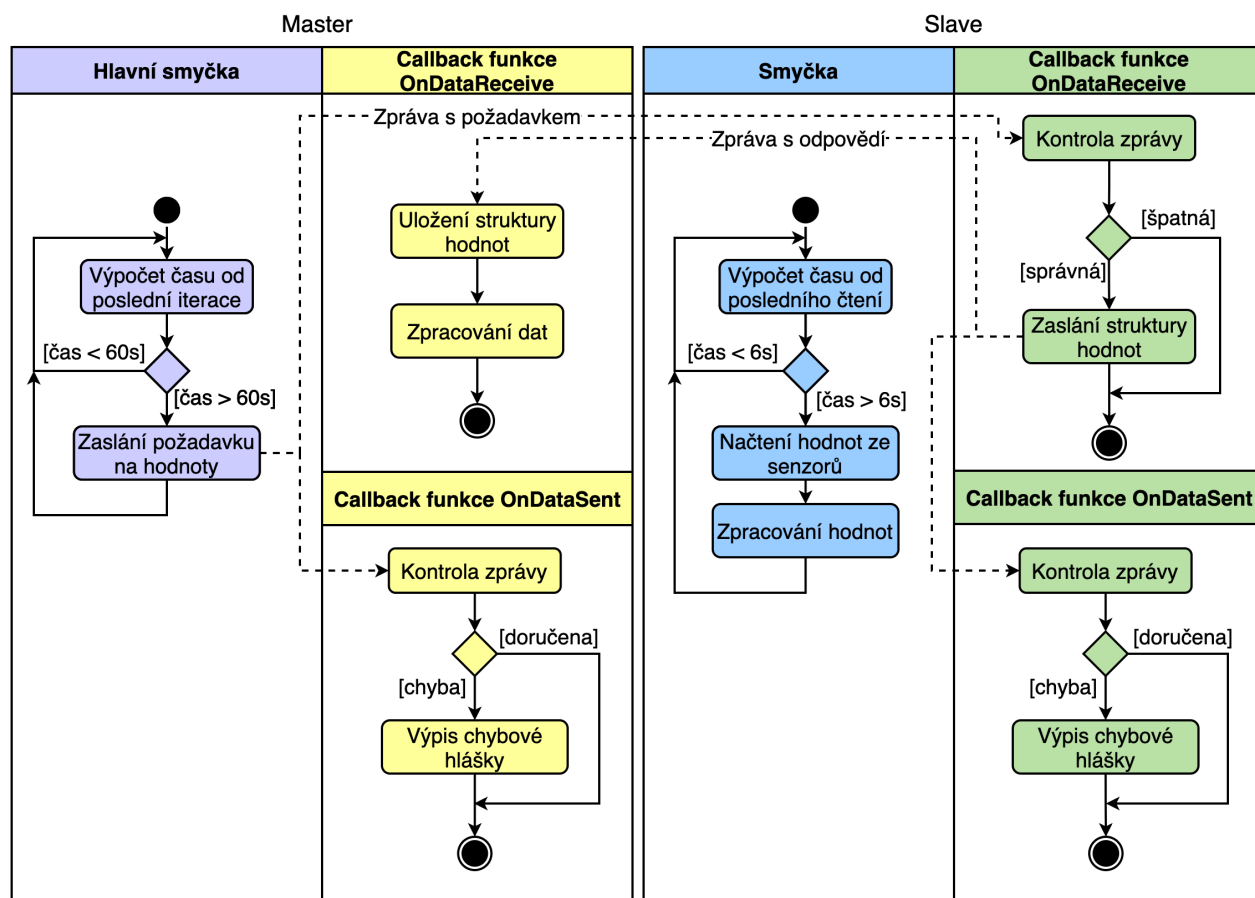 Master
Slave
Hlavní smyčka
Callback funkce
OnDataReceive
Smyčka
Callback funkce
OnDataReceive
Zpráva s požadavkem
Zpráva s odpovědí
Výpočet času od
poslední iterace
[čas < 60s]
[čas > 60s]
Zaslání požadavku
na hodnoty
Uložení struktury
hodnot
Zpracování dat
Callback funkce OnDataSent
Kontrola zprávy
[doručena]
[chyba]
Výpis chybové
hlášky
Výpočet času od
posledního čtení
[čas < 6s]
[čas > 6s]
Načtení hodnot ze
senzorů
Zpracování hodnot
Kontrola zprávy
[špatná]
[správná]
Zaslání struktury
hodnot
Callback funkce OnDataSent
Kontrola zprávy
[doručena]
[chyba]
Výpis chybové
hlášky